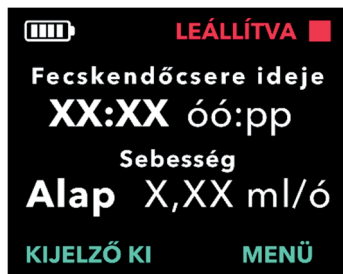 LEÁLLÍTVA
Fecskendőcsere ideje
XX:XX óó:pp
Sebesség
Alap X,XX ml/ó
KIJELZŐ KI MENÜ